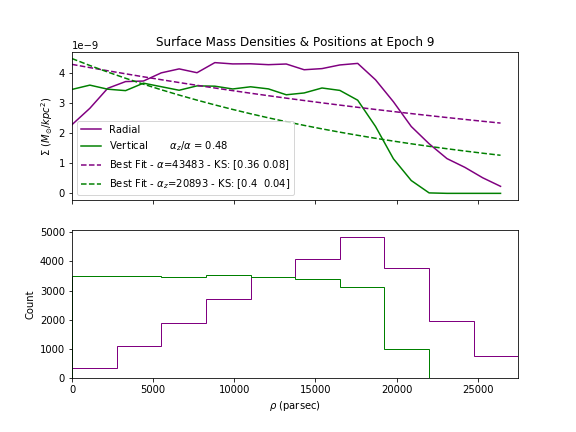 Surface Mass Densities & Positions at Epoch 9
1e−9
4
3
2
1
0
Σ (M⊙/kpc²)
Radial
Vertical α_z/α = 0.48
Best Fit - α=43483 - KS: [0.36 0.08]
Best Fit - α_z=20893 - KS: [0.4 0.04]
5000
4000
3000
2000
1000
0
Count
0 5000 10000 15000 20000 25000
ρ (parsec)